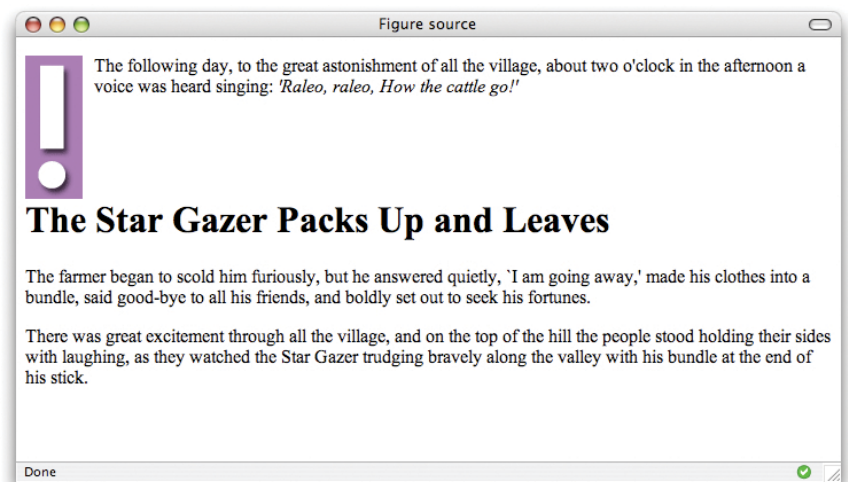 Figure source
!
The following day, to the great astonishment of all the village, about two o'clock in the afternoon a
voice was heard singing: 'Raleo, raleo, How the cattle go!'
The Star Gazer Packs Up and Leaves
The farmer began to scold him furiously, but he answered quietly, `I am going away,' made his clothes into a
bundle, said good-bye to all his friends, and boldly set out to seek his fortunes.
There was great excitement through all the village, and on the top of the hill the people stood holding their sides
with laughing, as they watched the Star Gazer trudging bravely along the valley with his bundle at the end of
his stick.
Done